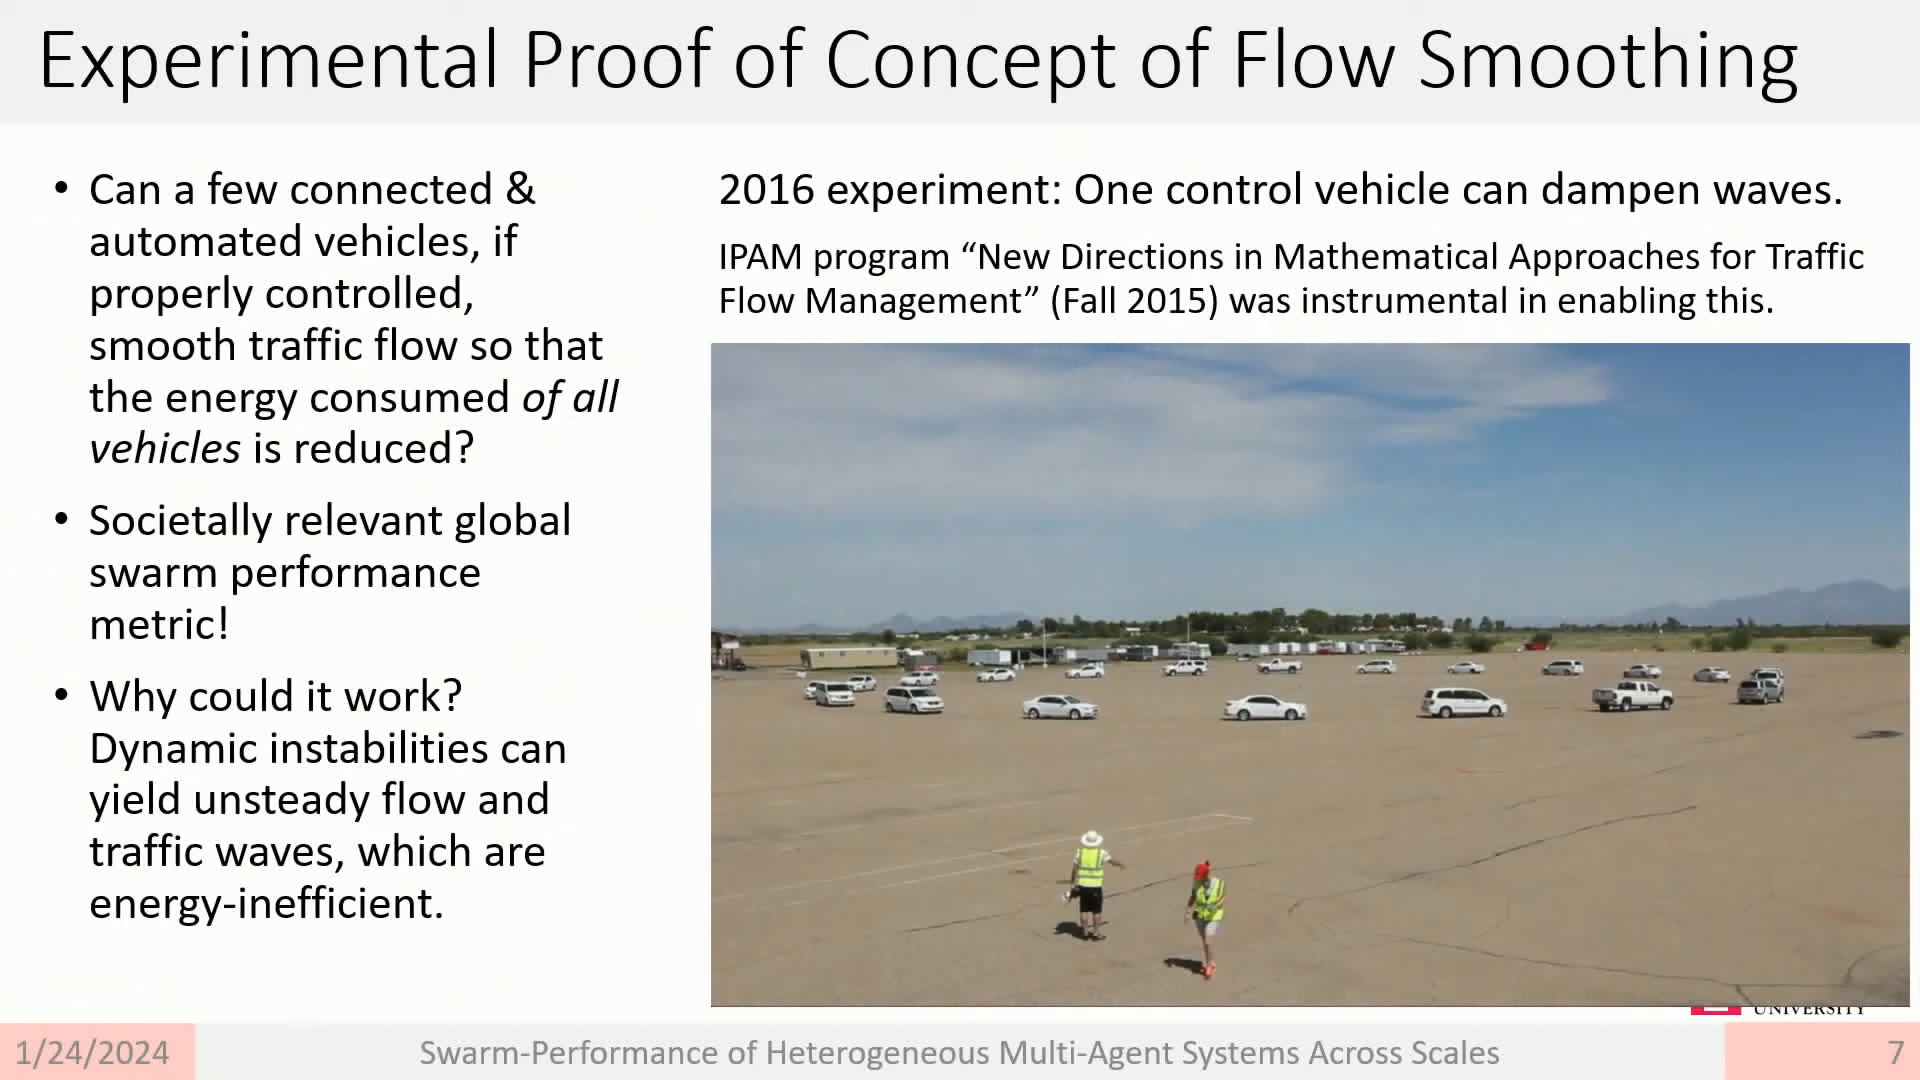 Experimental Proof of Concept of Flow Smoothing
• Can a few connected &
automated vehicles, if
properly controlled,
smooth traffic flow so that
the energy consumed of all
vehicles is reduced?
• Societally relevant global
swarm performance
metric!
• Why could it work?
Dynamic instabilities can
yield unsteady flow and
traffic waves, which are
energy-inefficient.
2016 experiment: One control vehicle can dampen waves.
IPAM program “New Directions in Mathematical Approaches for Traffic
Flow Management” (Fall 2015) was instrumental in enabling this.
UNIVERSITY
1/24/2024
Swarm-Performance of Heterogeneous Multi-Agent Systems Across Scales
7